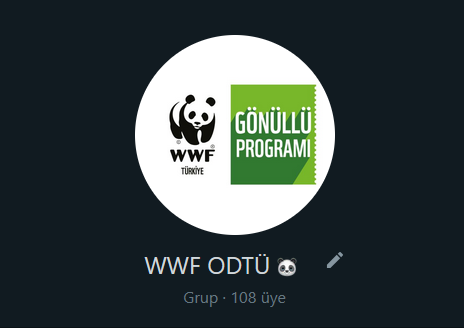 WWF
TÜRKİYE
GÖNÜLLÜ
PROGRAMI
WWF ODTÜ 🐼
Grup · 108 üye